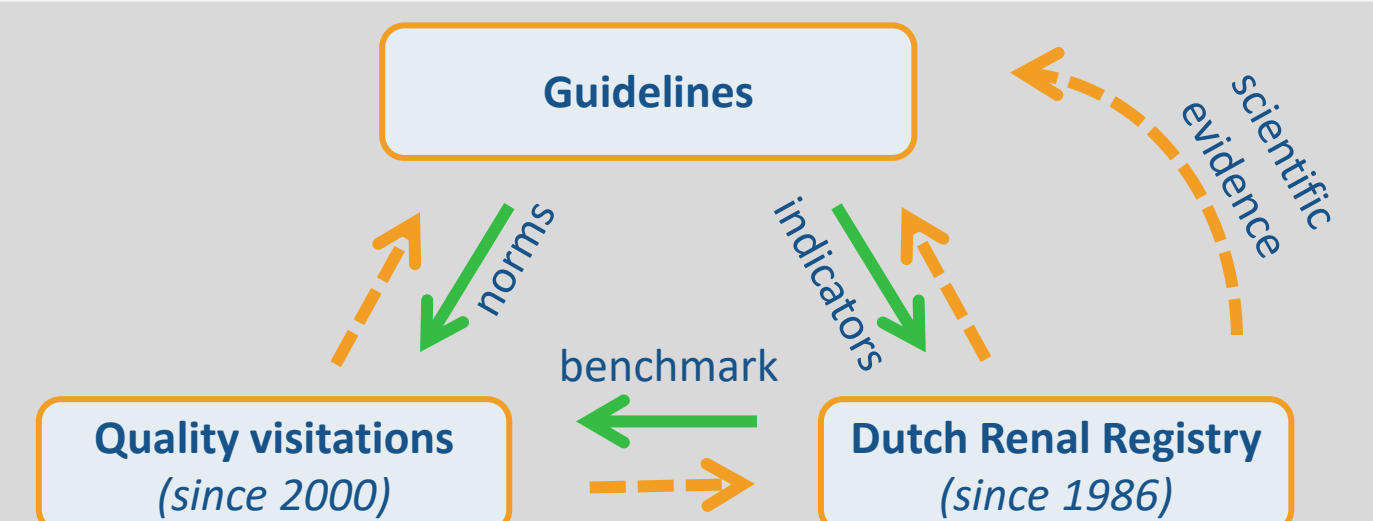 Guidelines
scientific
evidence
norms
indicators
benchmark
Quality visitations
(since 2000)
Dutch Renal Registry
(since 1986)